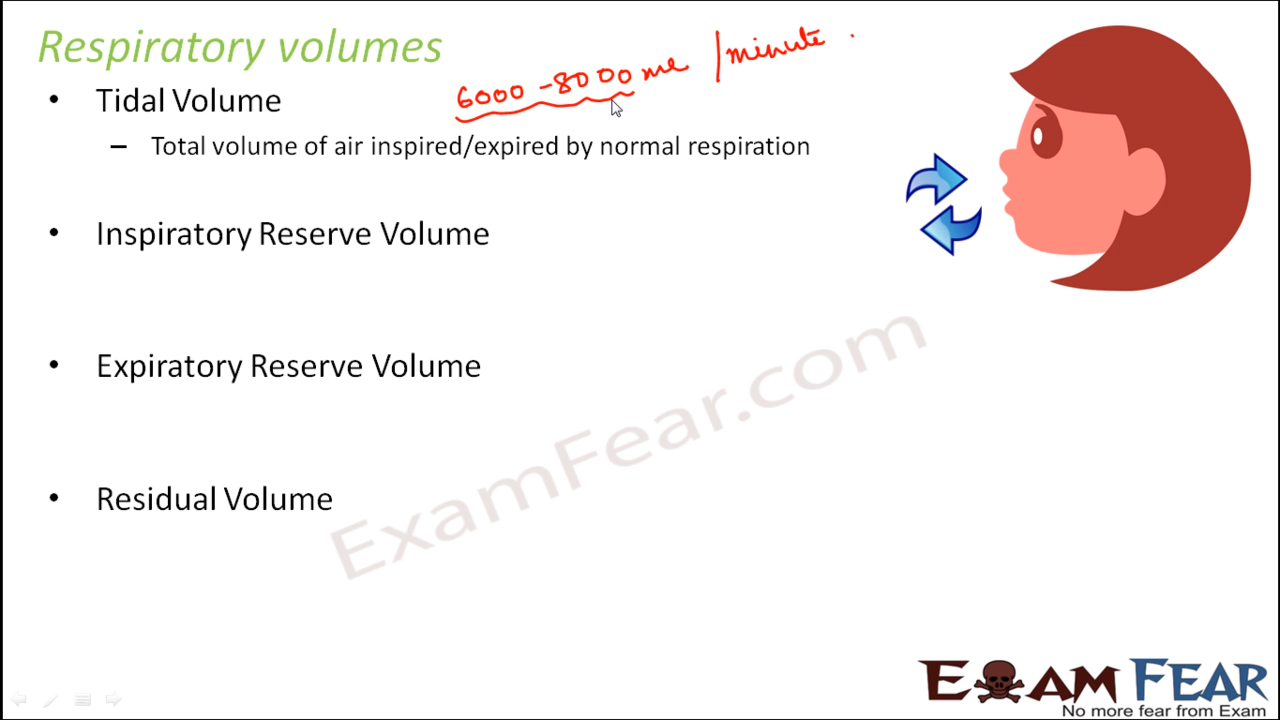 Respiratory volumes
6000 - 8000 ml /minute .
• Tidal Volume
– Total volume of air inspired/expired by normal respiration
• Inspiratory Reserve Volume
• Expiratory Reserve Volume
• Residual Volume
ExamFear.com
EXAM FEAR
No more fear from Exam